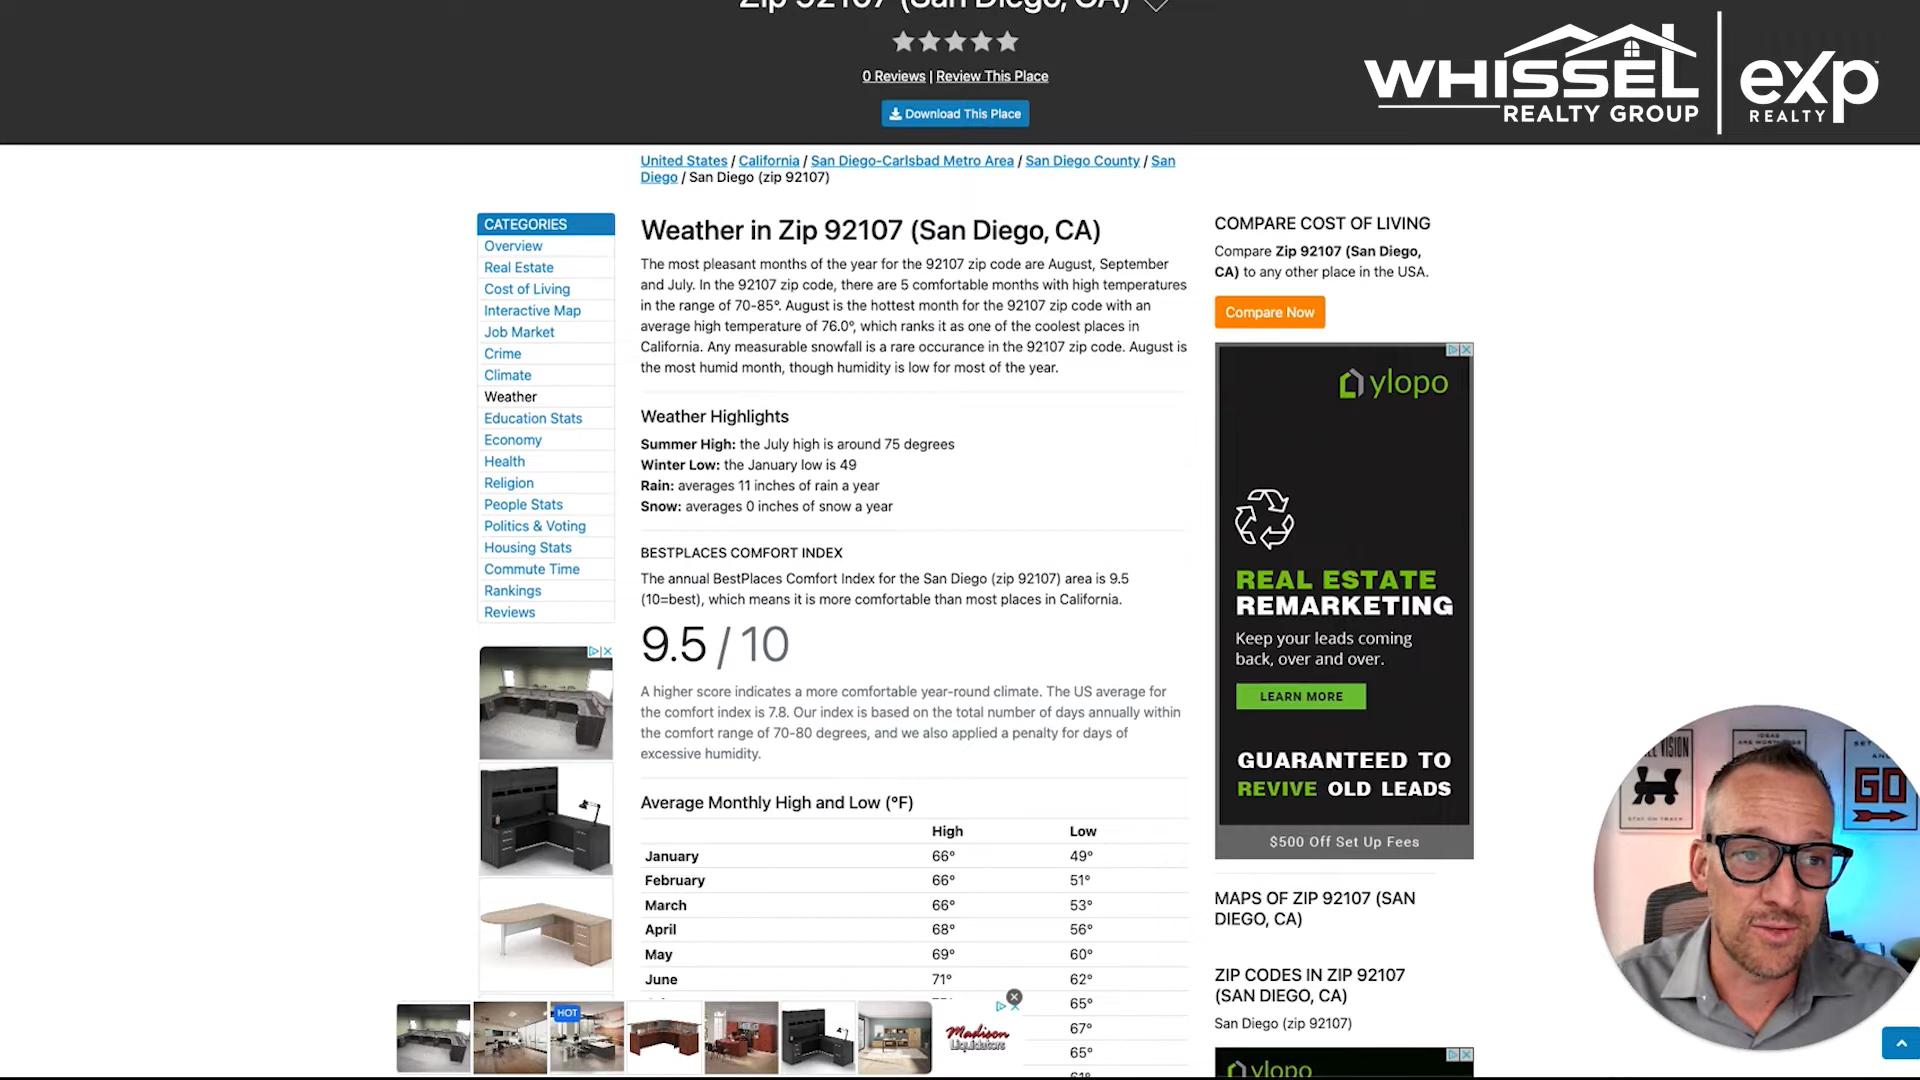 Zip 92107 (San Diego, CA)
0 Reviews | Review This Place
Download This Place
WHISSEL
REALTY GROUP
eXp
REALTY
United States / California / San Diego-Carlsbad Metro Area / San Diego County / San
Diego / San Diego (zip 92107)
CATEGORIES
Overview
Real Estate
Cost of Living
Interactive Map
Job Market
Crime
Climate
Weather
Education Stats
Economy
Health
Religion
People Stats
Politics & Voting
Housing Stats
Commute Time
Rankings
Reviews
Weather in Zip 92107 (San Diego, CA)
The most pleasant months of the year for the 92107 zip code are August, September
and July. In the 92107 zip code, there are 5 comfortable months with high temperatures
in the range of 70-85°. August is the hottest month for the 92107 zip code with an
average high temperature of 76.0°, which ranks it as one of the coolest places in
California. Any measurable snowfall is a rare occurance in the 92107 zip code. August is
the most humid month, though humidity is low for most of the year.
Weather Highlights
Summer High: the July high is around 75 degrees
Winter Low: the January low is 49
Rain: averages 11 inches of rain a year
Snow: averages 0 inches of snow a year
BESTPLACES COMFORT INDEX
The annual BestPlaces Comfort Index for the San Diego (zip 92107) area is 9.5
(10=best), which means it is more comfortable than most places in California.
9.5 / 10
A higher score indicates a more comfortable year-round climate. The US average for
the comfort index is 7.8. Our index is based on the total number of days annually within
the comfort range of 70-80 degrees, and we also applied a penalty for days of
excessive humidity.
Average Monthly High and Low (°F)
High Low
January 66° 49°
February 66° 51°
March 66° 53°
April 68° 56°
May 69° 60°
June 71° 62°
65°
67°
65°
61°
HOT
Madison
Liquidators
COMPARE COST OF LIVING
Compare Zip 92107 (San Diego,
CA) to any other place in the USA.
Compare Now
ylopo
REAL ESTATE
REMARKETING
Keep your leads coming
back, over and over.
LEARN MORE
GUARANTEED TO
REVIVE OLD LEADS
$500 Off Set Up Fees
MAPS OF ZIP 92107 (SAN
DIEGO, CA)
ZIP CODES IN ZIP 92107
(SAN DIEGO, CA)
San Diego (zip 92107)
ylopo
VISION
STAY ON TRACK
IDEAS
GO